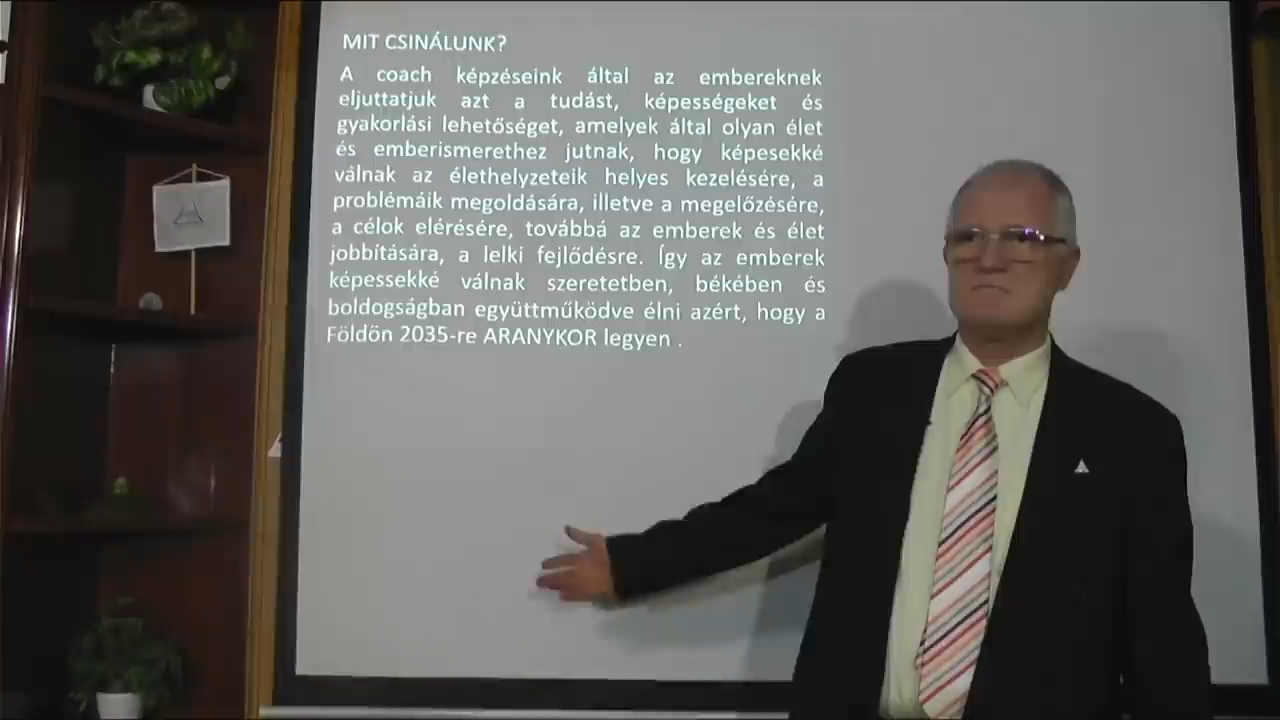 MIT CSINÁLUNK?
A coach képzéseink által az embereknek
eljuttatjuk azt a tudást, képességeket és
gyakorlási lehetőséget, amelyek által olyan élet
és emberismerethez jutnak, hogy képesekké
válnak az élethelyzeteik helyes kezelésére, a
problémáik megoldására, illetve a megelőzésére,
a célok elérésére, továbbá az emberek és élet
jobbítására, a lelki fejlődésre. Így az emberek
képessekké válnak szeretetben, békében és
boldogságban együttműködve élni azért, hogy a
Földön 2035-re ARANYKOR legyen .